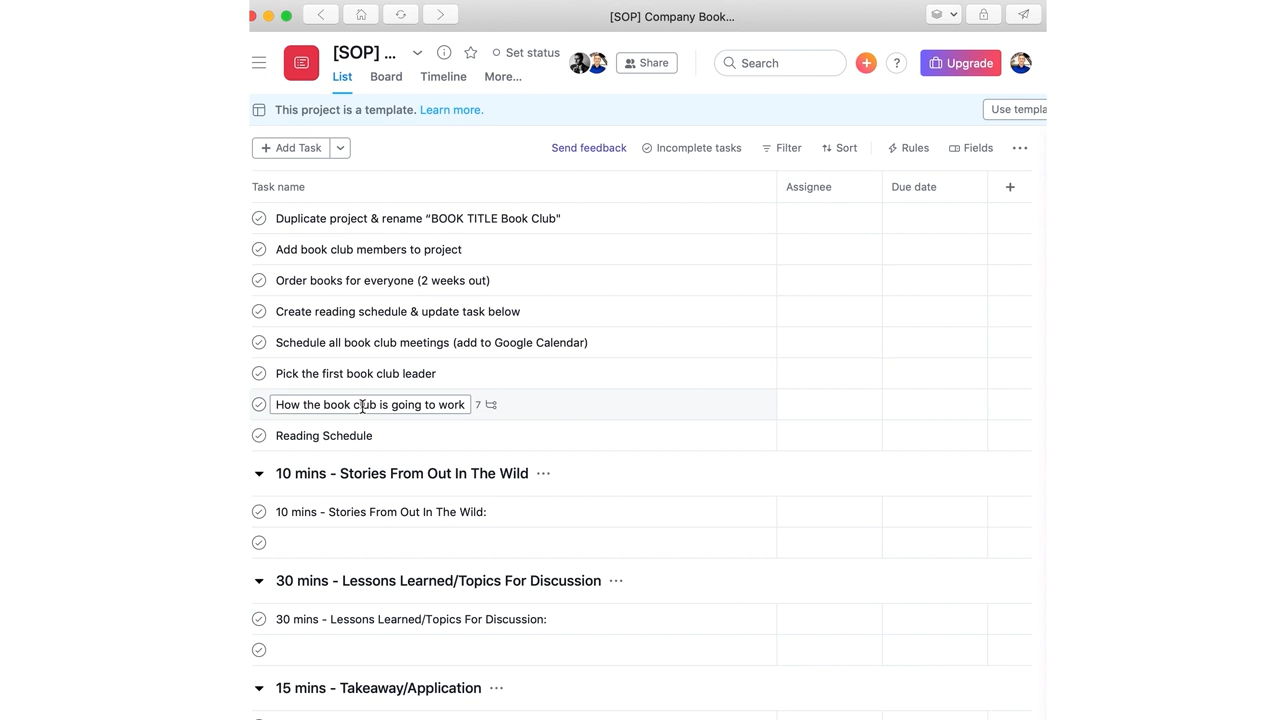 [SOP] Company Book...
[SOP] ...
Set status
Share
Search
?
Upgrade
List
Board
Timeline
More...
This project is a template. Learn more.
Use templa
+ Add Task
Send feedback
Incomplete tasks
Filter
Sort
Rules
Fields
Task name
Assignee
Due date
Duplicate project & rename “BOOK TITLE Book Club"
Add book club members to project
Order books for everyone (2 weeks out)
Create reading schedule & update task below
Schedule all book club meetings (add to Google Calendar)
Pick the first book club leader
How the book club is going to work 7
Reading Schedule
10 mins - Stories From Out In The Wild
10 mins - Stories From Out In The Wild:
30 mins - Lessons Learned/Topics For Discussion
30 mins - Lessons Learned/Topics For Discussion:
15 mins - Takeaway/Application